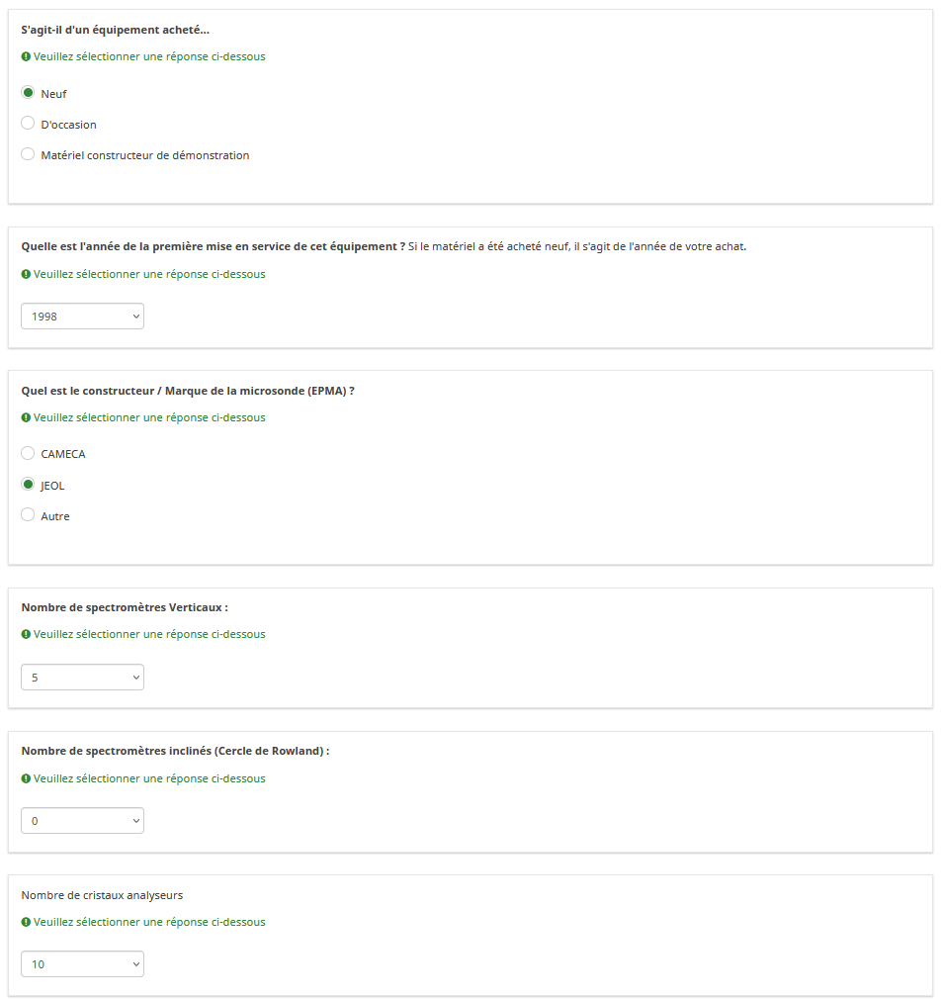 S'agit-il d'un équipement acheté...
Veuillez sélectionner une réponse ci-dessous
Neuf
D'occasion
Matériel constructeur de démonstration
Quelle est l'année de la première mise en service de cet équipement ? Si le matériel a été acheté neuf, il s'agit de l'année de votre achat.
Veuillez sélectionner une réponse ci-dessous
1998
Quel est le constructeur / Marque de la microsonde (EPMA) ?
Veuillez sélectionner une réponse ci-dessous
CAMECA
JEOL
Autre
Nombre de spectromètres Verticaux :
Veuillez sélectionner une réponse ci-dessous
5
Nombre de spectromètres inclinés (Cercle de Rowland) :
Veuillez sélectionner une réponse ci-dessous
0
Nombre de cristaux analyseurs
Veuillez sélectionner une réponse ci-dessous
10